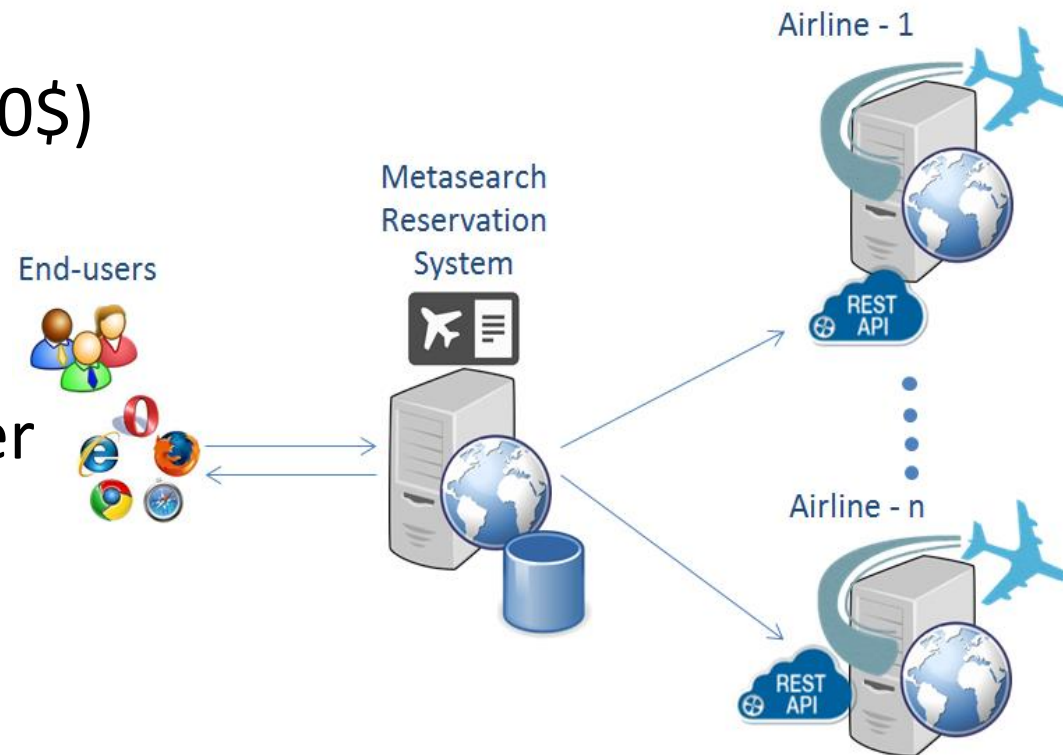 0$)
er
End-users
Metasearch
Reservation
System
Airline - 1
REST
API
Airline - n
REST
API